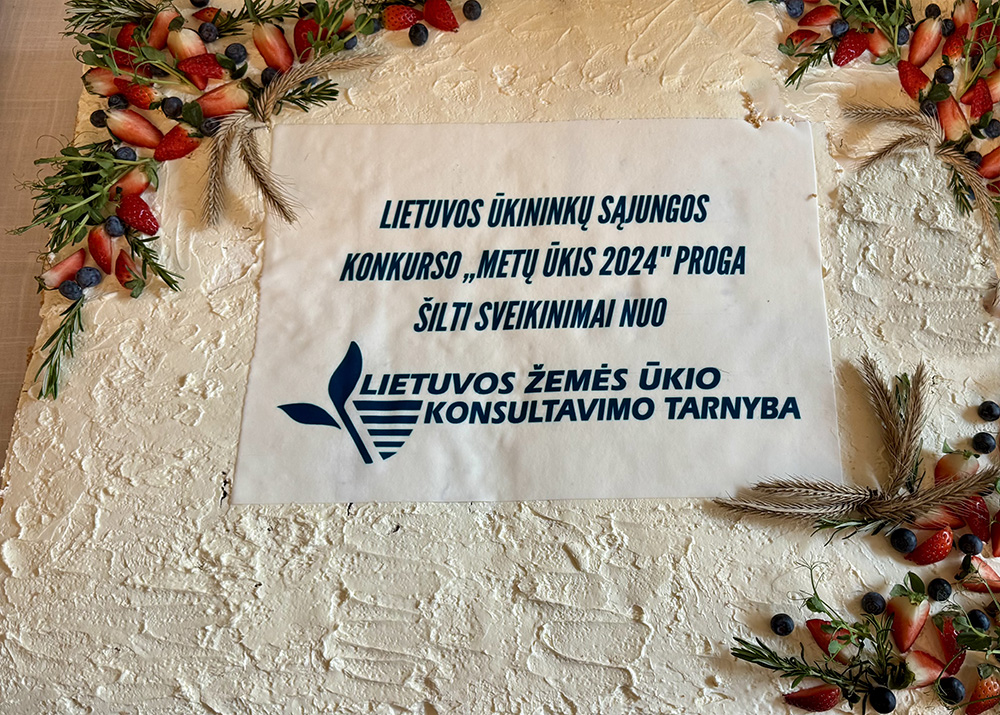 LIETUVOS ŪKININKŲ SĄJUNGOS
KONKURSO ,,METŲ ŪKIS 2024" PROGA
ŠILTI SVEIKINIMAI NUO
LIETUVOS ŽEMĖS ŪKIO
KONSULTAVIMO TARNYBA